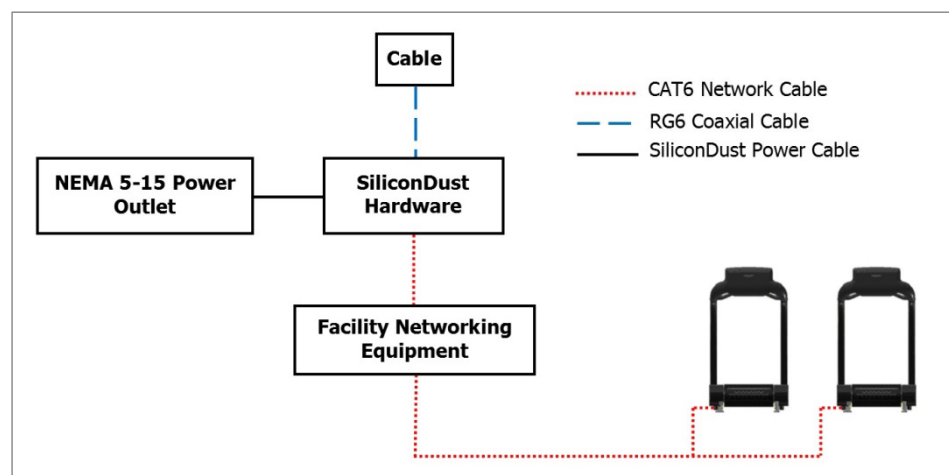 Cable
CAT6 Network Cable
RG6 Coaxial Cable
SiliconDust Power Cable
NEMA 5-15 Power
Outlet
SiliconDust
Hardware
Facility Networking
Equipment